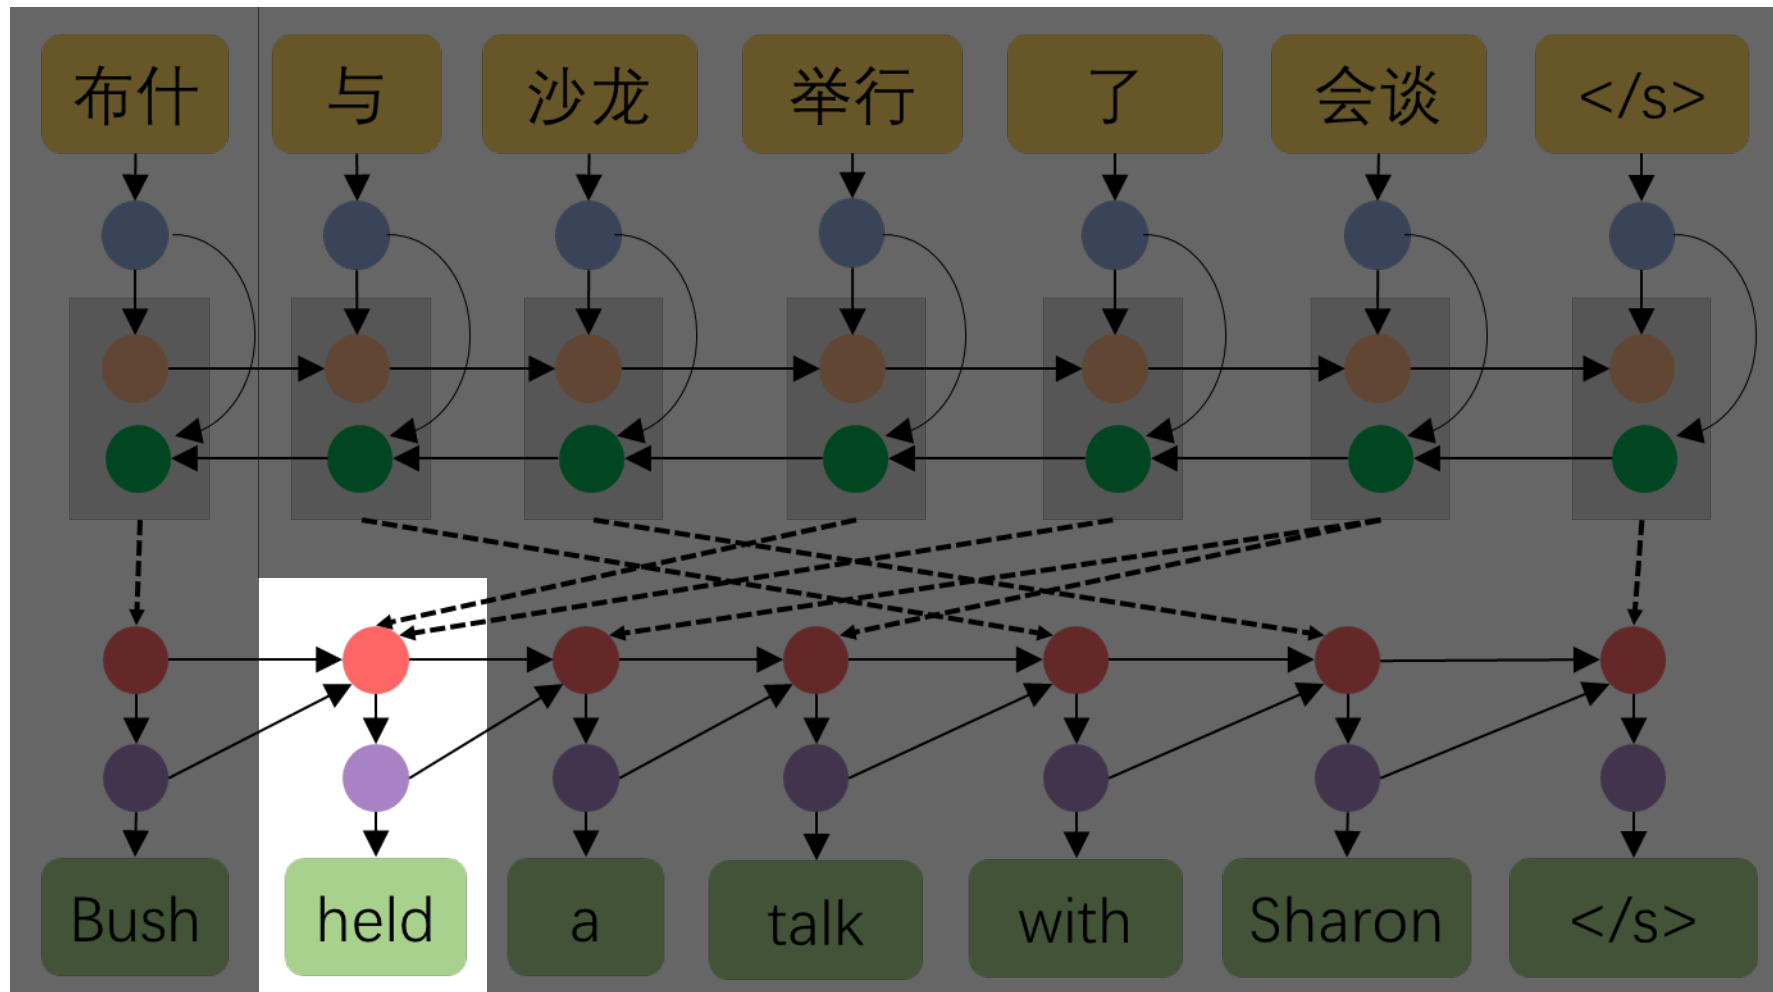 布什 与 沙龙 举行 了 会谈 </s>
Bush held a talk with Sharon </s>